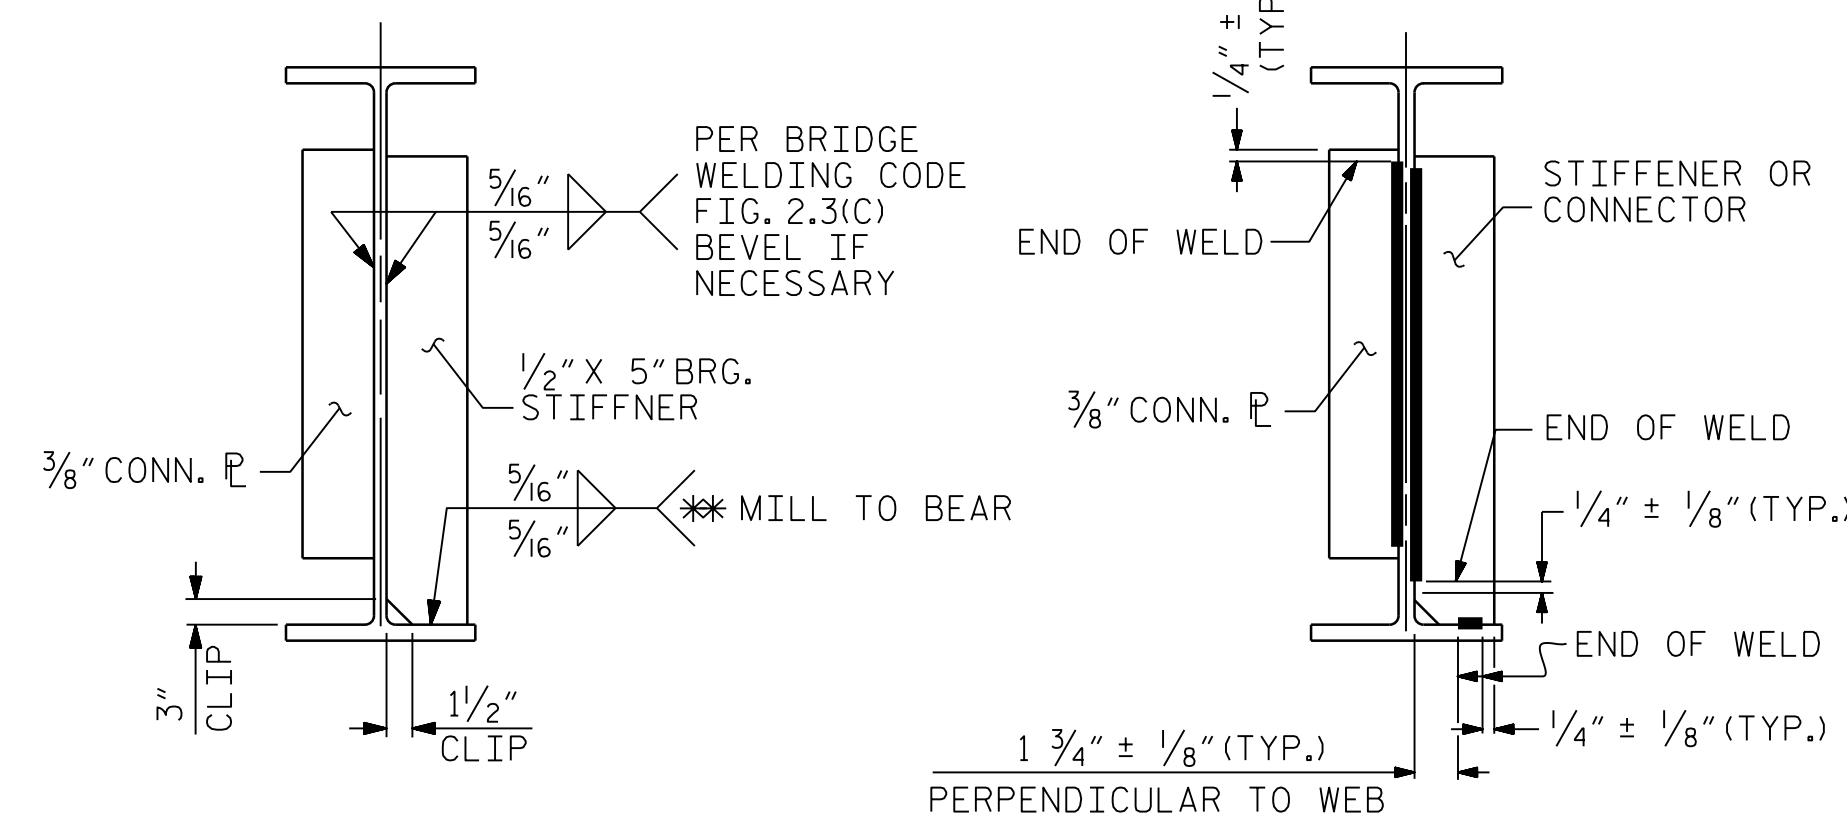 PER BRIDGE
WELDING CODE
FIG. 2.3(C)
BEVEL IF
NECESSARY
5/16"
5/16"
1/2" X 5" BRG.
STIFFNER
3/8" CONN. ℄PL
5/16"
5/16"
** MILL TO BEAR
3"
CLIP
1 1/2"
CLIP
1/4" ±
END OF WELD
STIFFENER OR
CONNECTOR
3/8" CONN. PL
END OF WELD
1/4" ± 1/8" (TYP.)
END OF WELD
1/4" ± 1/8" (TYP.)
1 3/4" ± 1/8" (TYP.)
PERPENDICULAR TO WEB